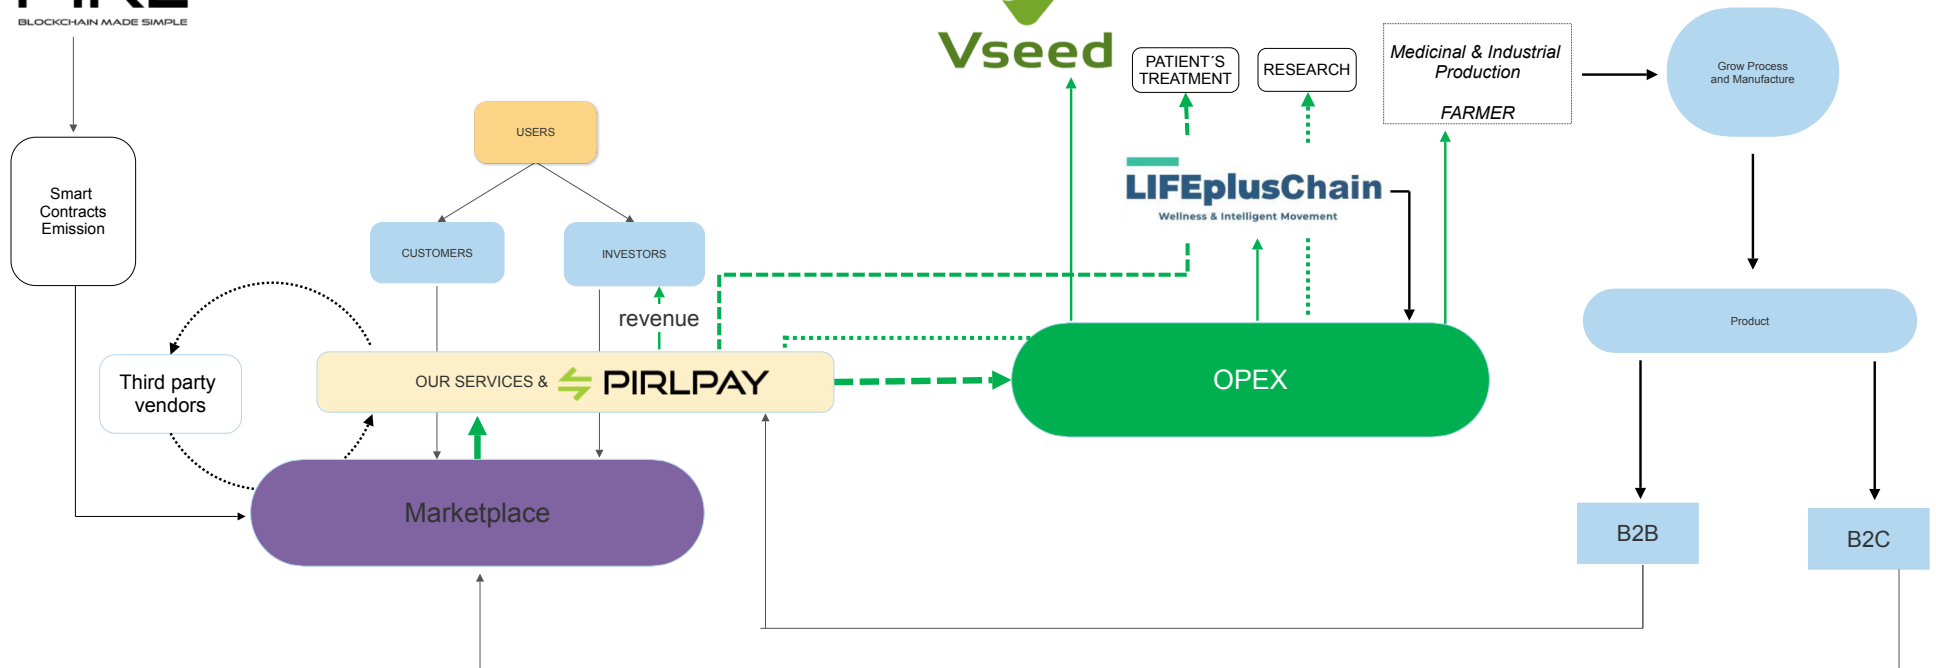 BLOCKCHAIN MADE SIMPLE
Vseed
PATIENT´S
TREATMENT
RESEARCH
Medicinal & Industrial
Production
FARMER
Grow Process
and Manufacture
USERS
Smart
Contracts
Emission
LIFEplusChain
Wellness & Intelligent Movement
CUSTOMERS
INVESTORS
revenue
Product
Third party
vendors
OUR SERVICES &
PIRLPAY
OPEX
Marketplace
B2B
B2C